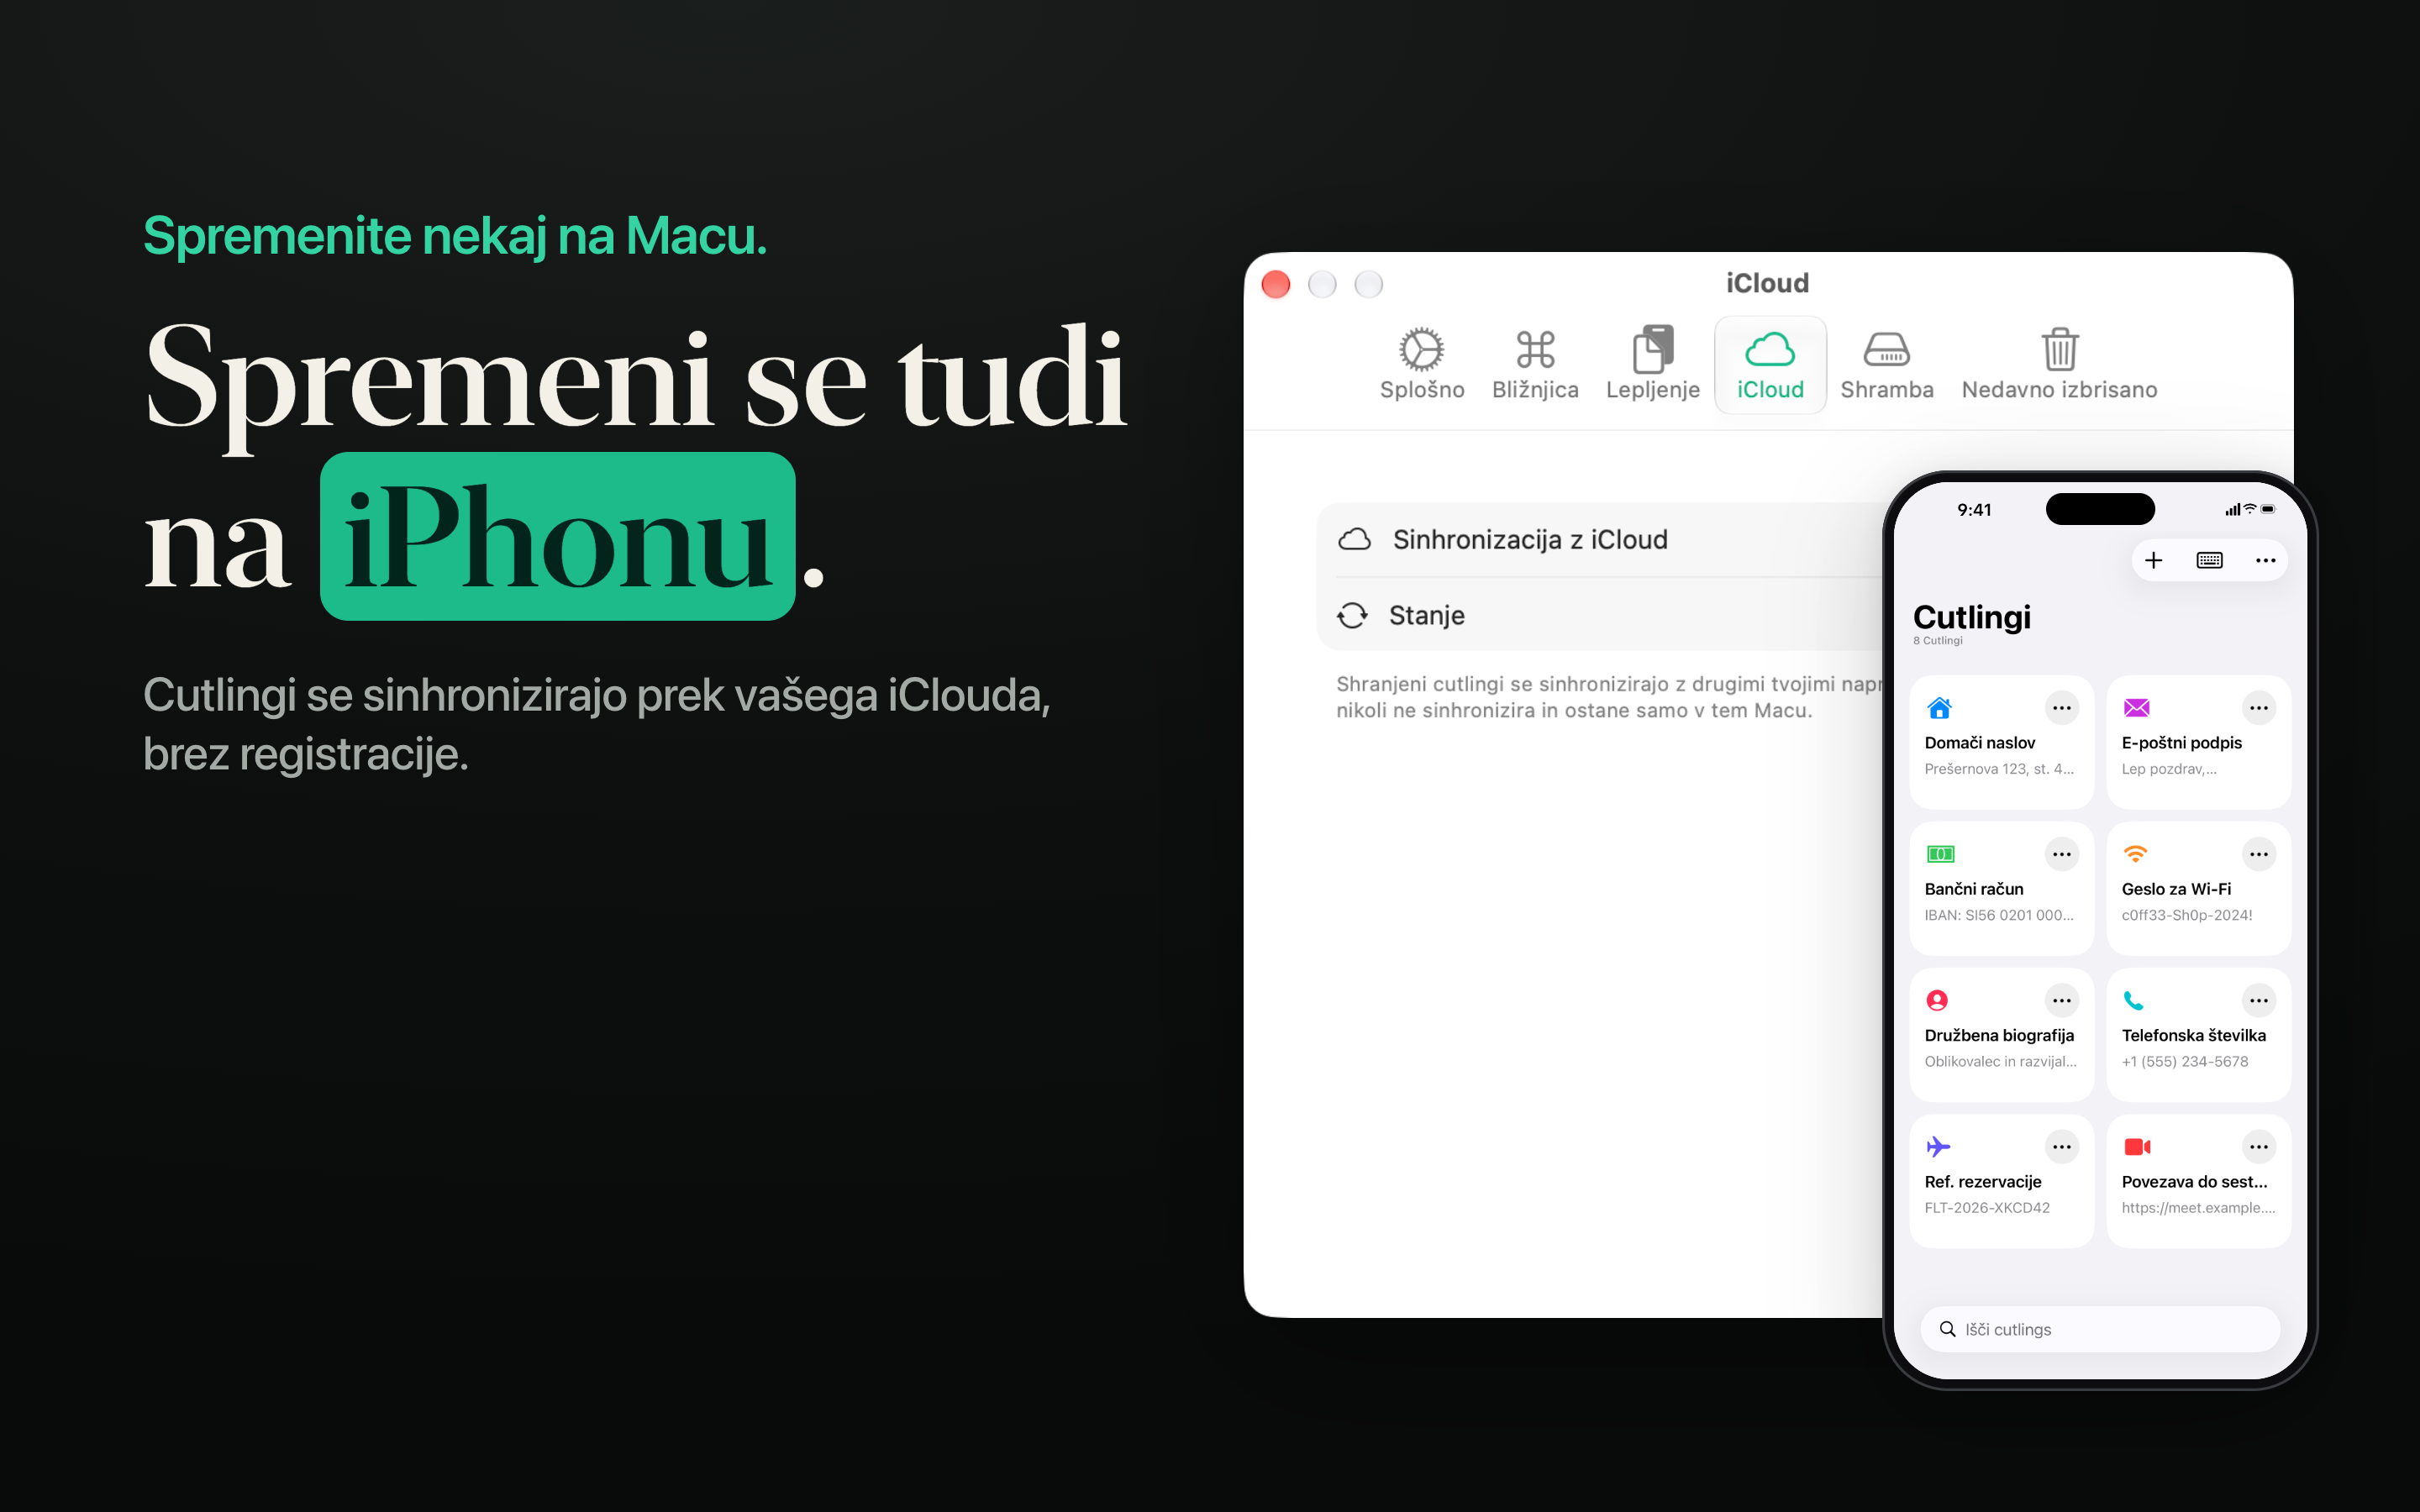 Spremenite nekaj na Macu.
Spremeni se tudi
na iPhonu.
Cutlingi se sinhronizirajo prek vašega iClouda,
brez registracije.
iCloud
Splošno Bližnjica Lepljenje iCloud Shramba Nedavno izbrisano
Sinhronizacija z iCloud
Stanje
Shranjeni cutlingi se sinhronizirajo z drugimi tvojimi napr
nikoli ne sinhronizira in ostane samo v tem Macu.
9:41
Cutlingi
8 Cutlingi
Domači naslov
Prešernova 123, st. 4...
E-poštni podpis
Lep pozdrav,...
Bančni račun
IBAN: SI56 0201 000...
Geslo za Wi-Fi
c0ff33-Sh0p-2024!
Družbena biografija
Oblikovalec in razvijal...
Telefonska številka
+1 (555) 234-5678
Ref. rezervacije
FLT-2026-XKCD42
Povezava do sest...
https://meet.example....
Išči cutlings